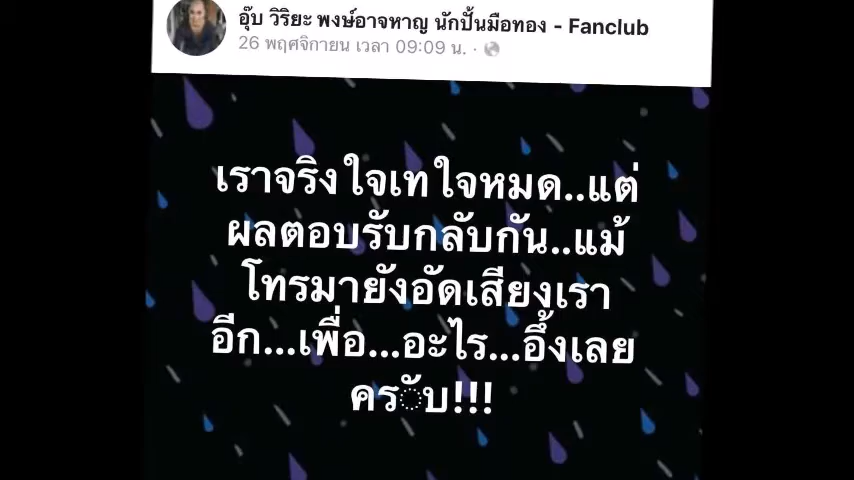 อุ๊บ วิริยะ พงษ์อาจหาญ นักปั้นมือทอง - Fanclub
26 พฤศจิกายน เวลา 09:09 น. ·
เราจริงใจเทใจหมด..แต่
ผลตอบรับกลับกัน..แม้
โทรมายังอัดเสียงเรา
อีก...เพื่อ...อะไร...อึ้งเลย
ครัับ!!!